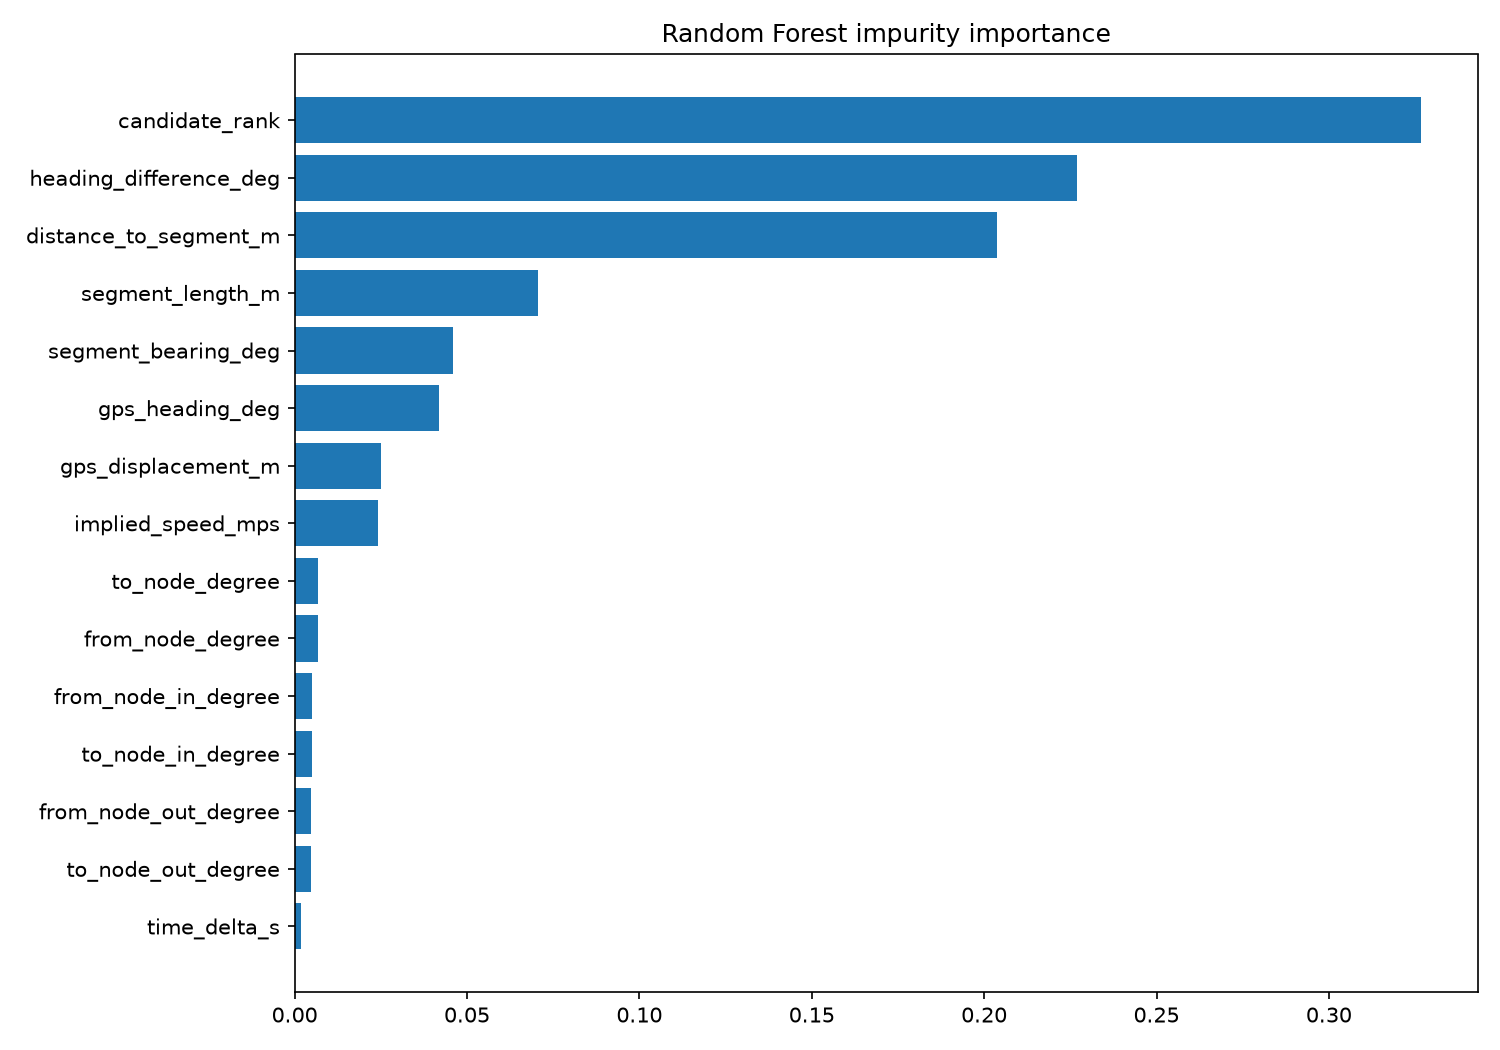 Random Forest impurity importance
candidate_rank
heading_difference_deg
distance_to_segment_m
segment_length_m
segment_bearing_deg
gps_heading_deg
gps_displacement_m
implied_speed_mps
to_node_degree
from_node_degree
from_node_in_degree
to_node_in_degree
from_node_out_degree
to_node_out_degree
time_delta_s
0.00 0.05 0.10 0.15 0.20 0.25 0.30